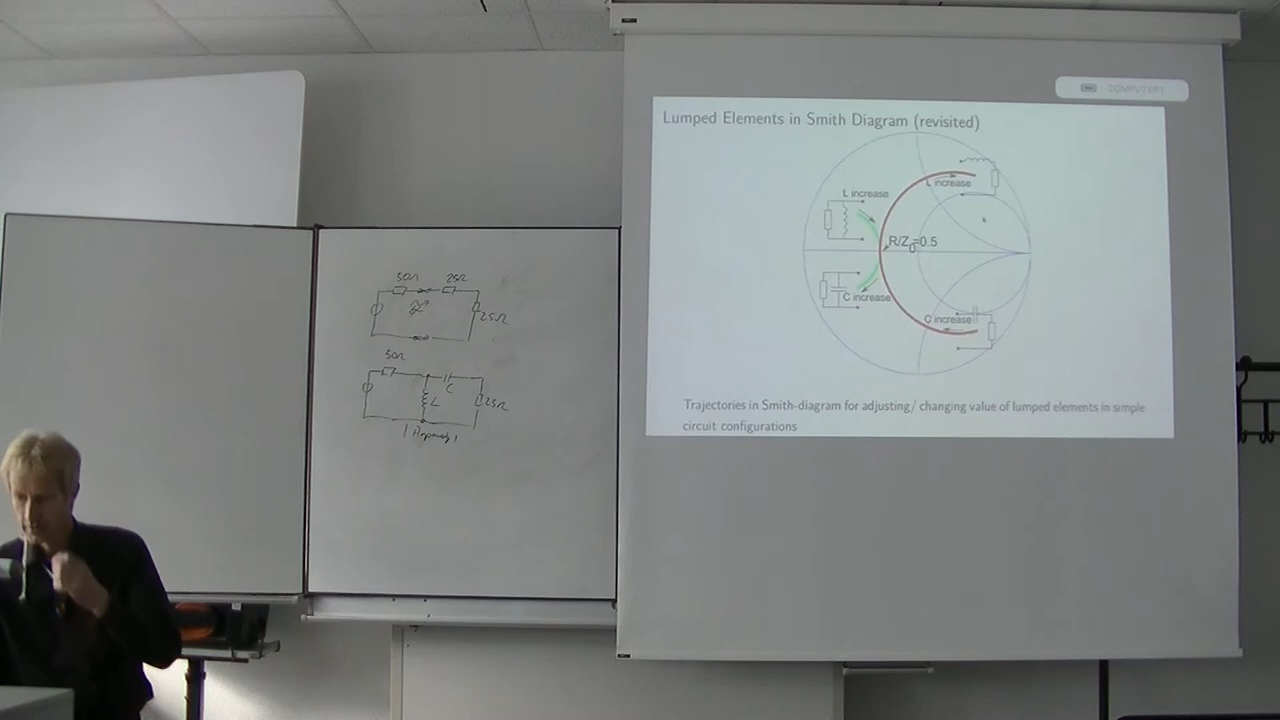 COMPUTER1
Lumped Elements in Smith Diagram (revisited)
L increase
L increase
R/Z0=0.5
C increase
C increase
Trajectories in Smith-diagram for adjusting/ changing value of lumped elements in simple
circuit configurations
50Ω 25Ω
25Ω
50Ω
C
L 25Ω